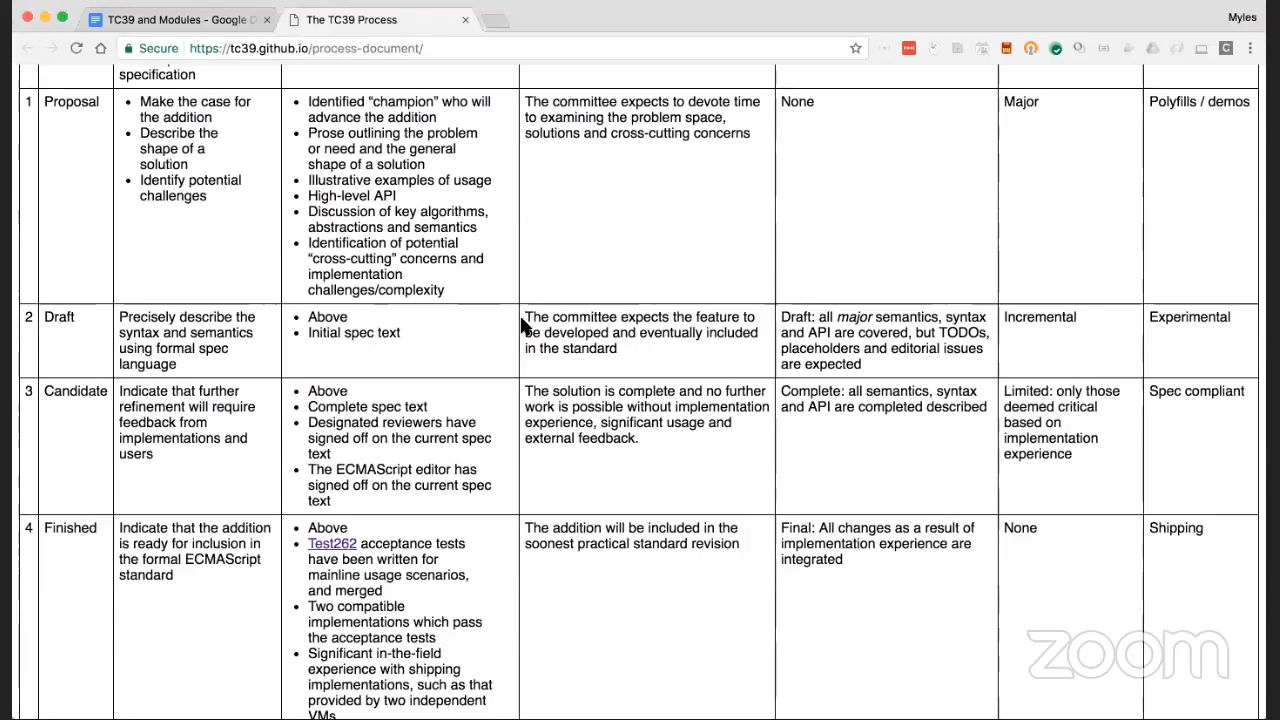 TC39 and Modules - Google D
The TC39 Process
Myles
Secure
https://tc39.github.io/process-document/
specification
1
Proposal
Make the case for
the addition
Describe the
shape of a
solution
Identify potential
challenges
Identified “champion” who will
advance the addition
Prose outlining the problem
or need and the general
shape of a solution
Illustrative examples of usage
High-level API
Discussion of key algorithms,
abstractions and semantics
Identification of potential
“cross-cutting” concerns and
implementation
challenges/complexity
The committee expects to devote time
to examining the problem space,
solutions and cross-cutting concerns
None
Major
Polyfills / demos
2
Draft
Precisely describe the
syntax and semantics
using formal spec
language
Above
Initial spec text
The committee expects the feature to
be developed and eventually included
in the standard
Draft: all major semantics, syntax
and API are covered, but TODOs,
placeholders and editorial issues
are expected
Incremental
Experimental
3
Candidate
Indicate that further
refinement will require
feedback from
implementations and
users
Above
Complete spec text
Designated reviewers have
signed off on the current spec
text
The ECMAScript editor has
signed off on the current spec
text
The solution is complete and no further
work is possible without implementation
experience, significant usage and
external feedback.
Complete: all semantics, syntax
and API are completed described
Limited: only those
deemed critical
based on
implementation
experience
Spec compliant
4
Finished
Indicate that the addition
is ready for inclusion in
the formal ECMAScript
standard
Above
Test262 acceptance tests
have been written for
mainline usage scenarios,
and merged
Two compatible
implementations which pass
the acceptance tests
Significant in-the-field
experience with shipping
implementations, such as that
provided by two independent
VMs
The addition will be included in the
soonest practical standard revision
Final: All changes as a result of
implementation experience are
integrated
None
Shipping
zoom